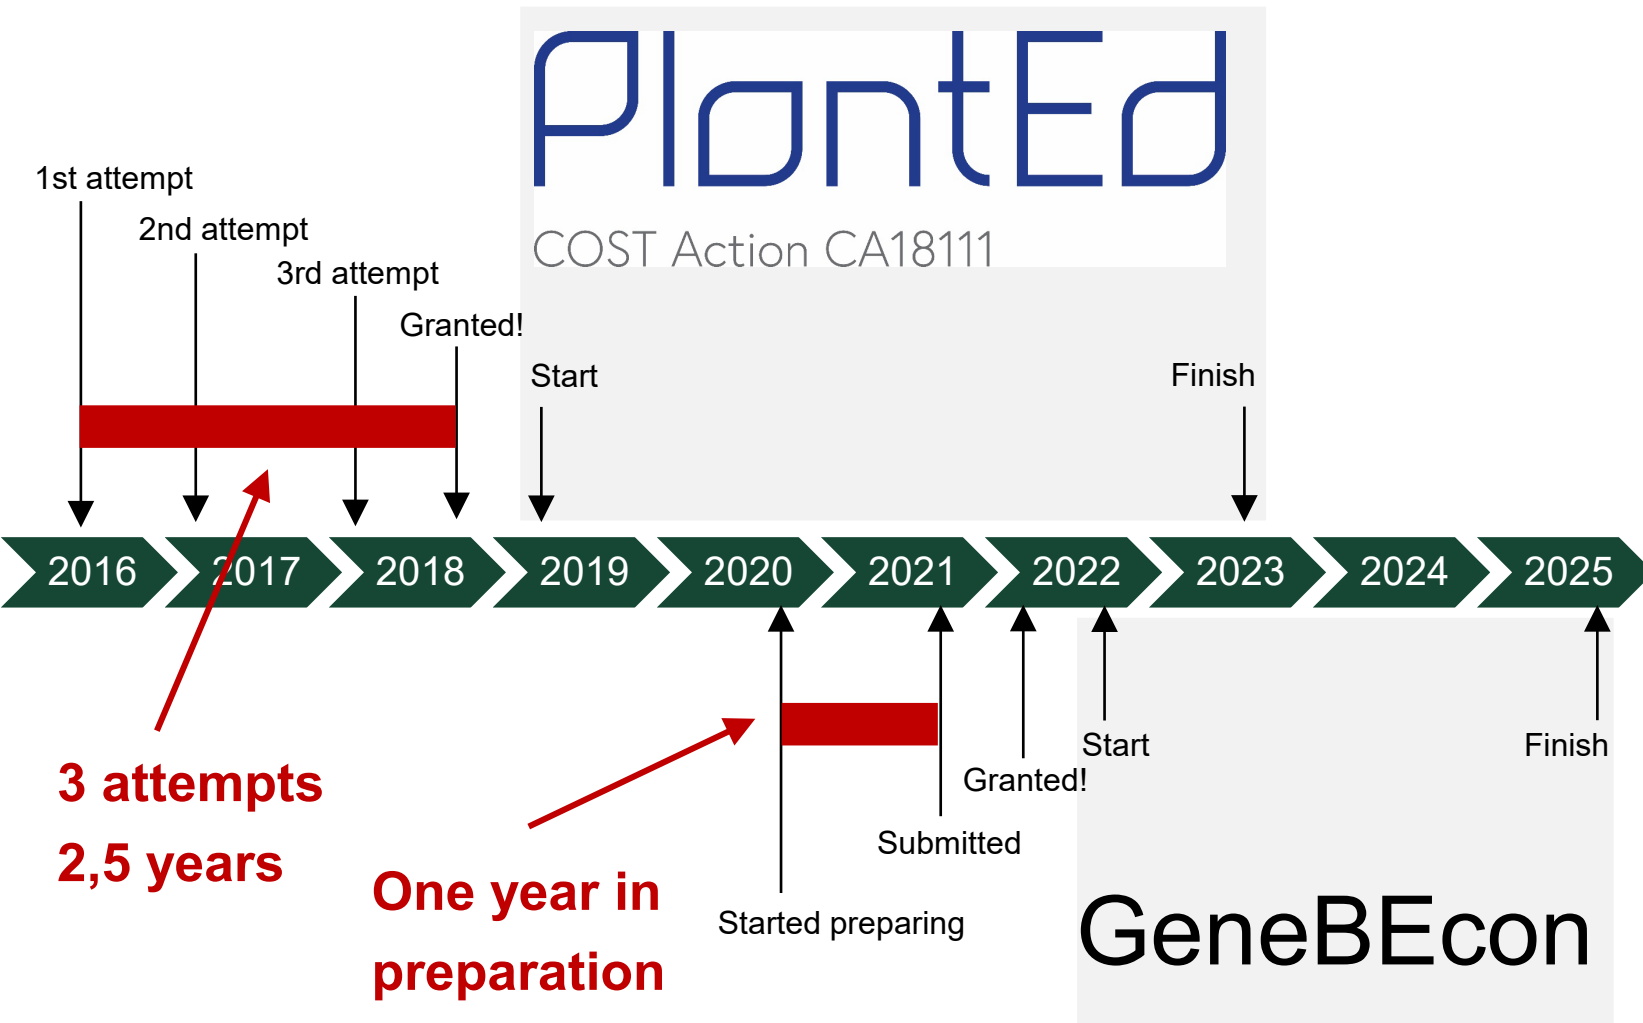 PlantEd
COST Action CA18111
1st attempt
2nd attempt
3rd attempt
Granted!
Start
Finish
2016
2017
2018
2019
2020
2021
2022
2023
2024
2025
Start
Finish
Granted!
Submitted
Started preparing
3 attempts
2,5 years
One year in
preparation
GeneBEcon